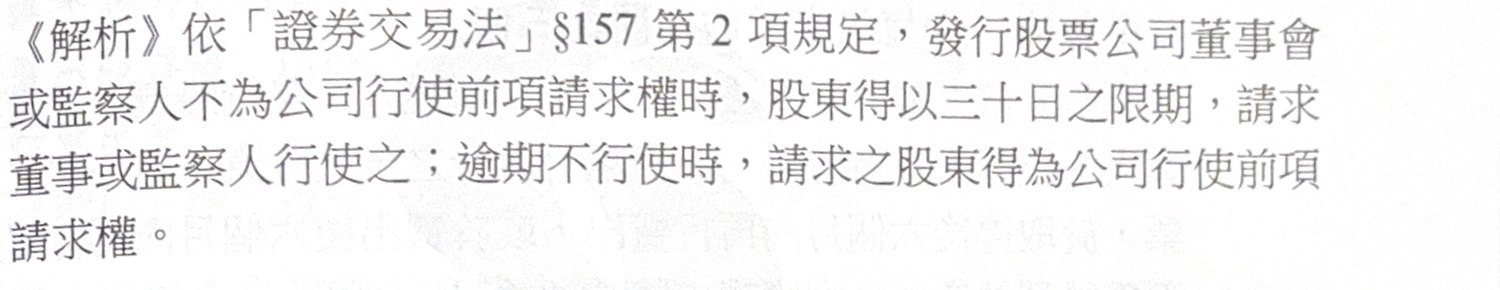 《解析》依「證券交易法」§157 第 2 項規定，發行股票公司董事會
或監察人不為公司行使前項請求權時，股東得以三十日之限期，請求
董事或監察人行使之；逾期不行使時，請求之股東得為公司行使前項
請求權。